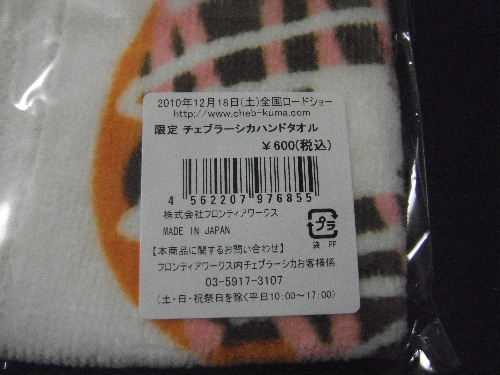 2010年12月18日(土)全国ロードショー
http://www.cheb-kuma.com
限定 チェブラーシカハンドタオル
￥600(税込)
4 562207 976855
株式会社フロンティアワークス
MADE IN JAPAN
プラ
袋:PP
【本商品に関するお問い合わせ】
フロンティアワークス内チェブラーシカお客様係
03-5917-3107
(土・日・祝祭日を除く平日10:00～17:00)